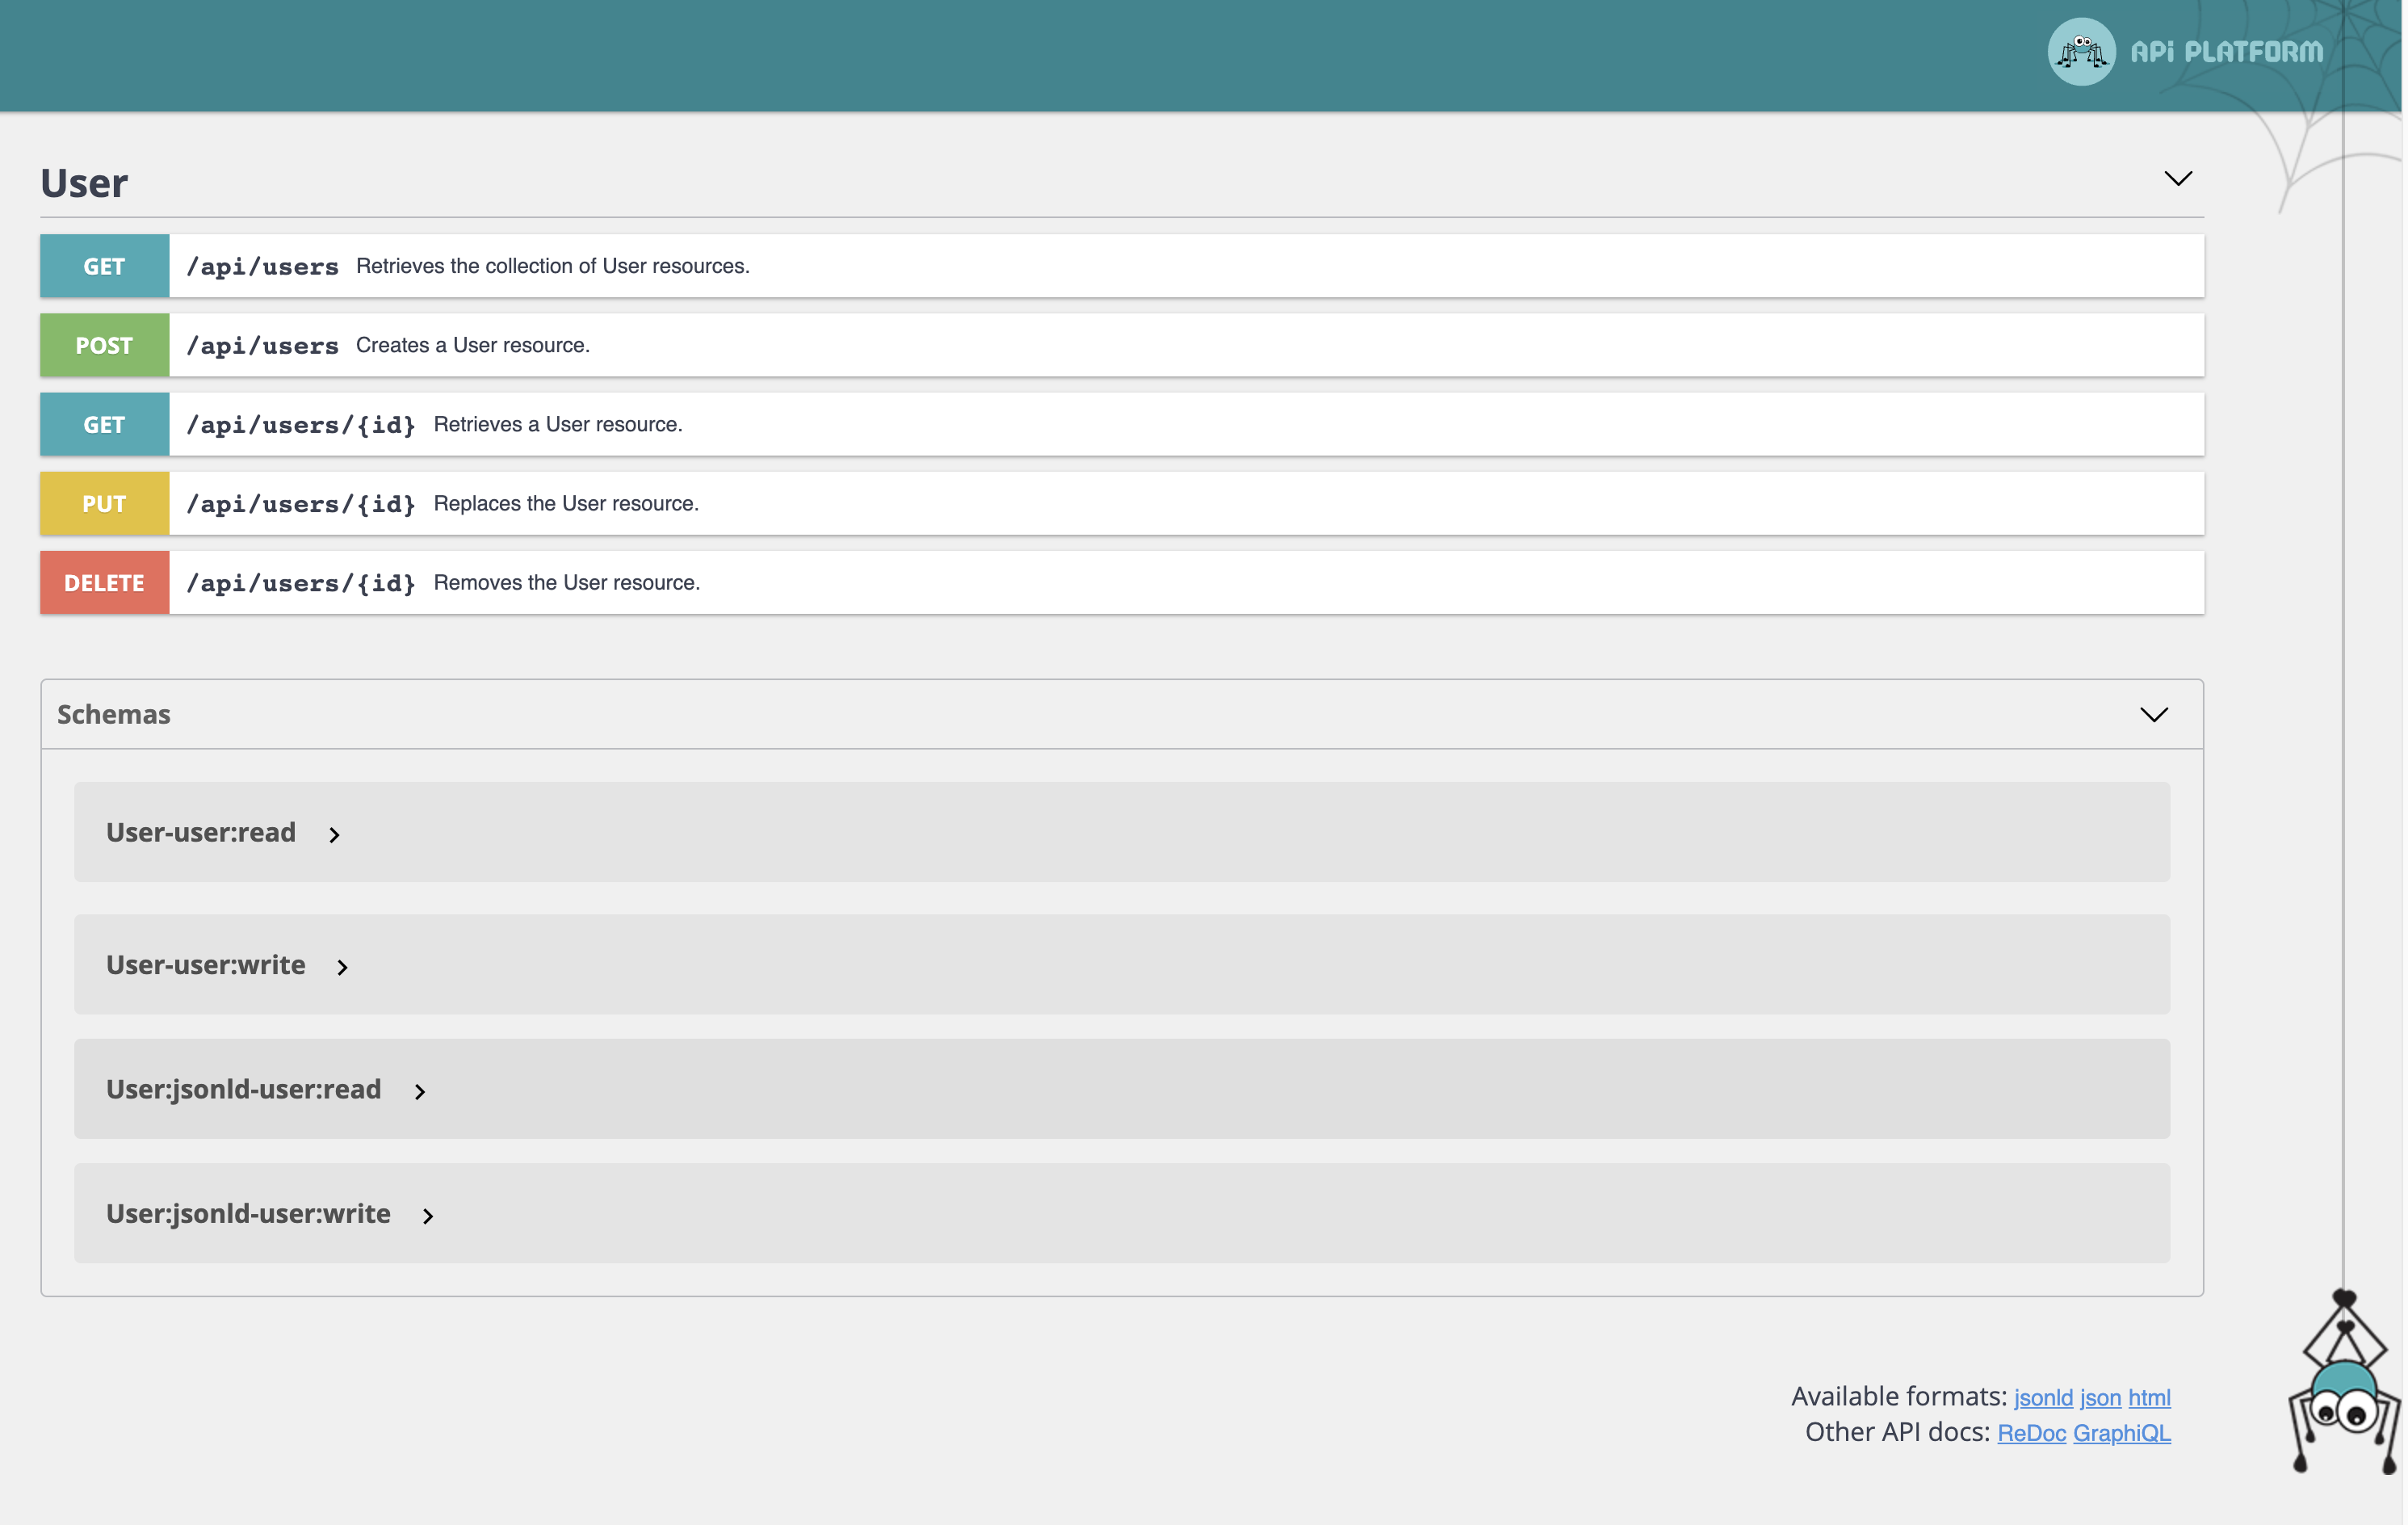 APi PLATFORM
User
GET /api/users Retrieves the collection of User resources.
POST /api/users Creates a User resource.
GET /api/users/{id} Retrieves a User resource.
PUT /api/users/{id} Replaces the User resource.
DELETE /api/users/{id} Removes the User resource.
Schemas
User-user:read
User-user:write
User:jsonld-user:read
User:jsonld-user:write
Available formats: jsonld json html
Other API docs: ReDoc GraphiQL